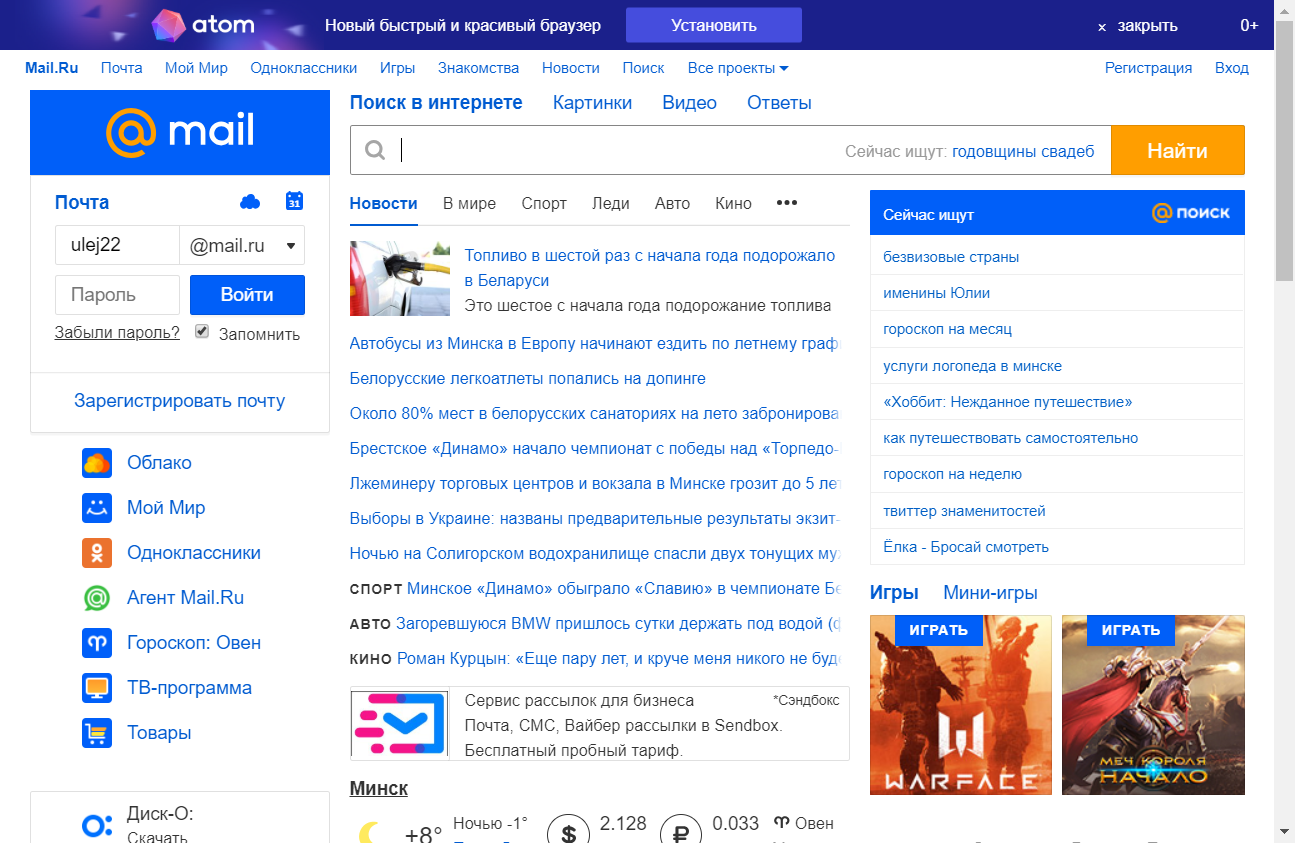 atom
Новый быстрый и красивый браузер
Установить
× закрыть
0+
Mail.Ru Почта Мой Мир Одноклассники Игры Знакомства Новости Поиск Все проекты
Регистрация Вход
@mail
Почта
31
ulej22
@mail.ru
Пароль
Войти
Забыли пароль?
Запомнить
Зарегистрировать почту
Облако
Мой Мир
Одноклассники
Агент Mail.Ru
Гороскоп: Овен
ТВ-программа
Товары
Диск-О:
Скачать
Поиск в интернете Картинки Видео Ответы
Сейчас ищут: годовщины свадеб
Найти
Новости В мире Спорт Леди Авто Кино •••
Топливо в шестой раз с начала года подорожало
в Беларуси
Это шестое с начала года подорожание топлива
Автобусы из Минска в Европу начинают ездить по летнему граф
Белорусские легкоатлеты попались на допинге
Около 80% мест в белорусских санаториях на лето забронирова
Брестское «Динамо» начало чемпионат с победы над «Торпедо-
Лжеминеру торговых центров и вокзала в Минске грозит до 5 лет
Выборы в Украине: названы предварительные результаты экзит-
Ночью на Солигорском водохранилище спасли двух тонущих му
СПОРТ Минское «Динамо» обыграло «Славию» в чемпионате Бе
АВТО Загоревшуюся BMW пришлось сутки держать под водой (ф
КИНО Роман Курцын: «Еще пару лет, и круче меня никого не буд
Сервис рассылок для бизнеса
*Сэндбокс
Почта, СМС, Вайбер рассылки в Sendbox.
Бесплатный пробный тариф.
Минск
+8°
Ночью -1°
$ 2.128
₽ 0.033
Овен
Сейчас ищут
@ПОИСК
безвизовые страны
именины Юлии
гороскоп на месяц
услуги логопеда в минске
«Хоббит: Нежданное путешествие»
как путешествовать самостоятельно
гороскоп на неделю
твиттер знаменитостей
Ёлка - Бросай смотреть
Игры Мини-игры
ИГРАТЬ
WARFACE
ИГРАТЬ
МЕЧ КОРОЛЯ
НАЧАЛО